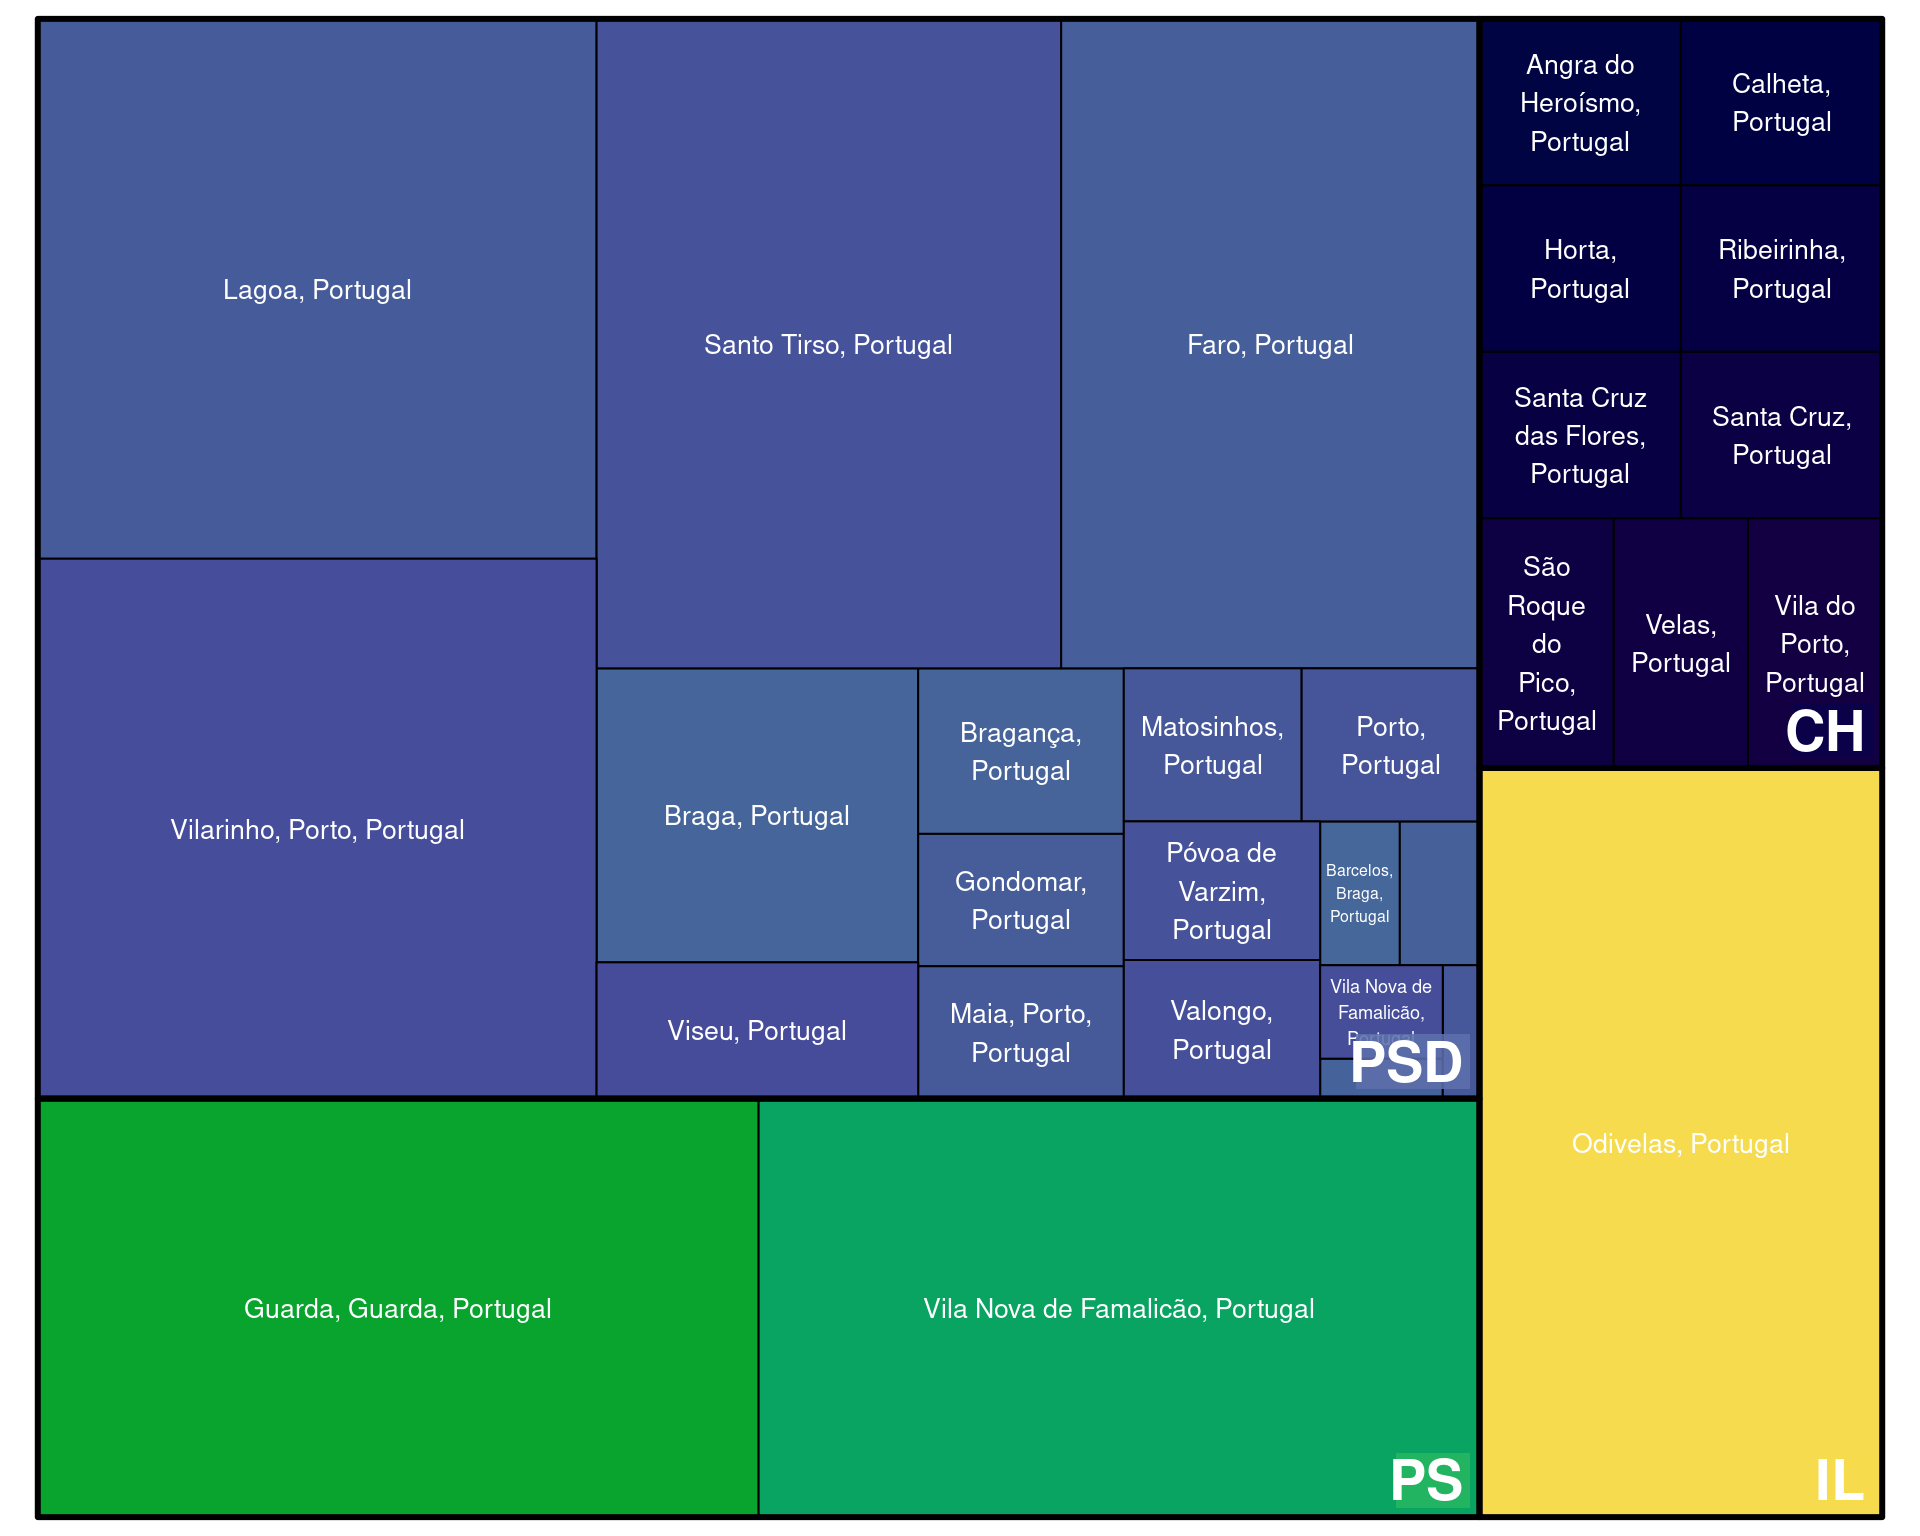 Lagoa, Portugal
Santo Tirso, Portugal
Faro, Portugal
Vilarinho, Porto, Portugal
Braga, Portugal
Viseu, Portugal
Bragança,
Portugal
Gondomar,
Portugal
Maia, Porto,
Portugal
Matosinhos,
Portugal
Porto,
Portugal
Póvoa de
Varzim,
Portugal
Valongo,
Portugal
Barcelos,
Braga,
Portugal
Vila Nova de
Famalicão,
Portugal
PSD
Guarda, Guarda, Portugal
Vila Nova de Famalicão, Portugal
PS
Angra do
Heroísmo,
Portugal
Calheta,
Portugal
Horta,
Portugal
Ribeirinha,
Portugal
Santa Cruz
das Flores,
Portugal
Santa Cruz,
Portugal
São
Roque
do
Pico,
Portugal
Velas,
Portugal
Vila do
Porto,
Portugal
CH
Odivelas, Portugal
IL